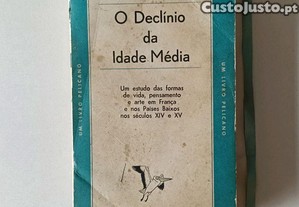 CustoJusto.pt
O Declínio
da
Idade Média
Um estudo das formas
de vida, pensamento
e arte em França
e nos Países Baixos
nos séculos XIV e XV
UM LIVRO PELICANO
UM LIVRO PELICANO